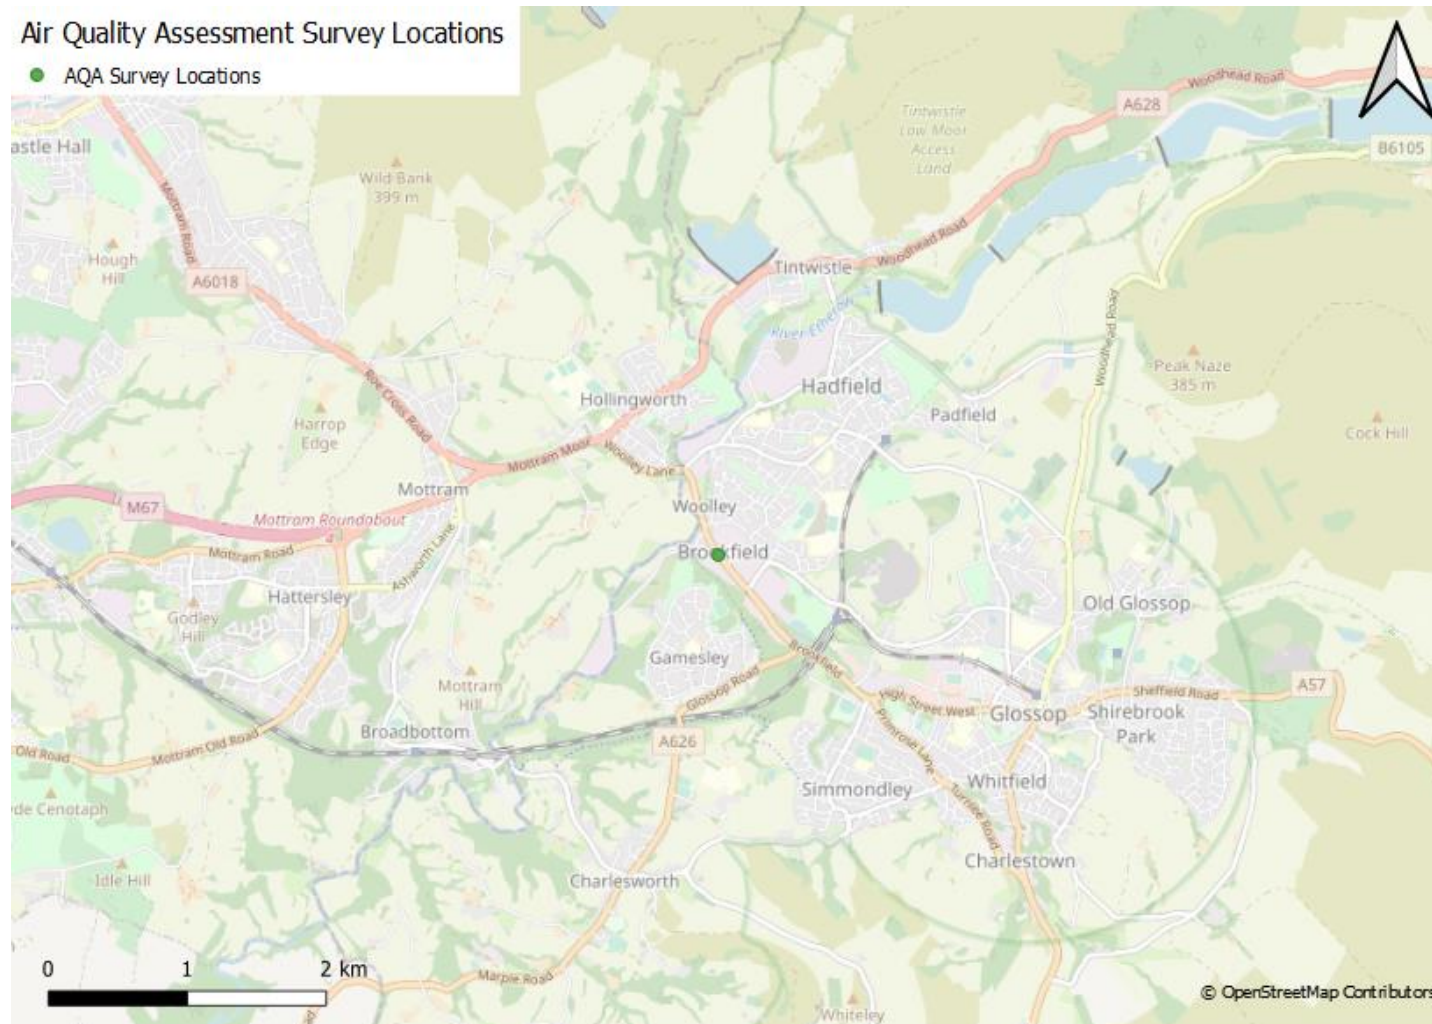 Air Quality Assessment Survey Locations
AQA Survey Locations
Woodhead Road
A628
Tintwistle
Low Moor
Access
Land
B6105
astle Hall
Wild Bank
399 m
Mottram Road
Hough
Hill
A6018
Tintwistle
Woodhead Road
River Etherow
Woodhead Road
Peak Naze
385 m
Roe Cross Road
Hadfield
Hollingworth
Padfield
Harrop
Edge
Cock Hill
Mottram Moor
Woolley Lane
Mottram
M67
Mottram Roundabout
Woolley
Mottram Road
Ashworth Lane
Brookfield
Hattersley
Godley
Hill
Old Glossop
Gamesley
Brookfield
Mottram
Hill
Glossop Road
High Street West
Sheffield Road
A57
Glossop
Shirebrook
Park
Primrose Lane
Broadbottom
A626
Old Road
Mottram Old Road
Simmondley
Whitfield
Turnlee Road
yde Cenotaph
Charlestown
Idle Hill
Charlesworth
0 1 2 km
Marple Road
© OpenStreetMap Contributors
Whiteley